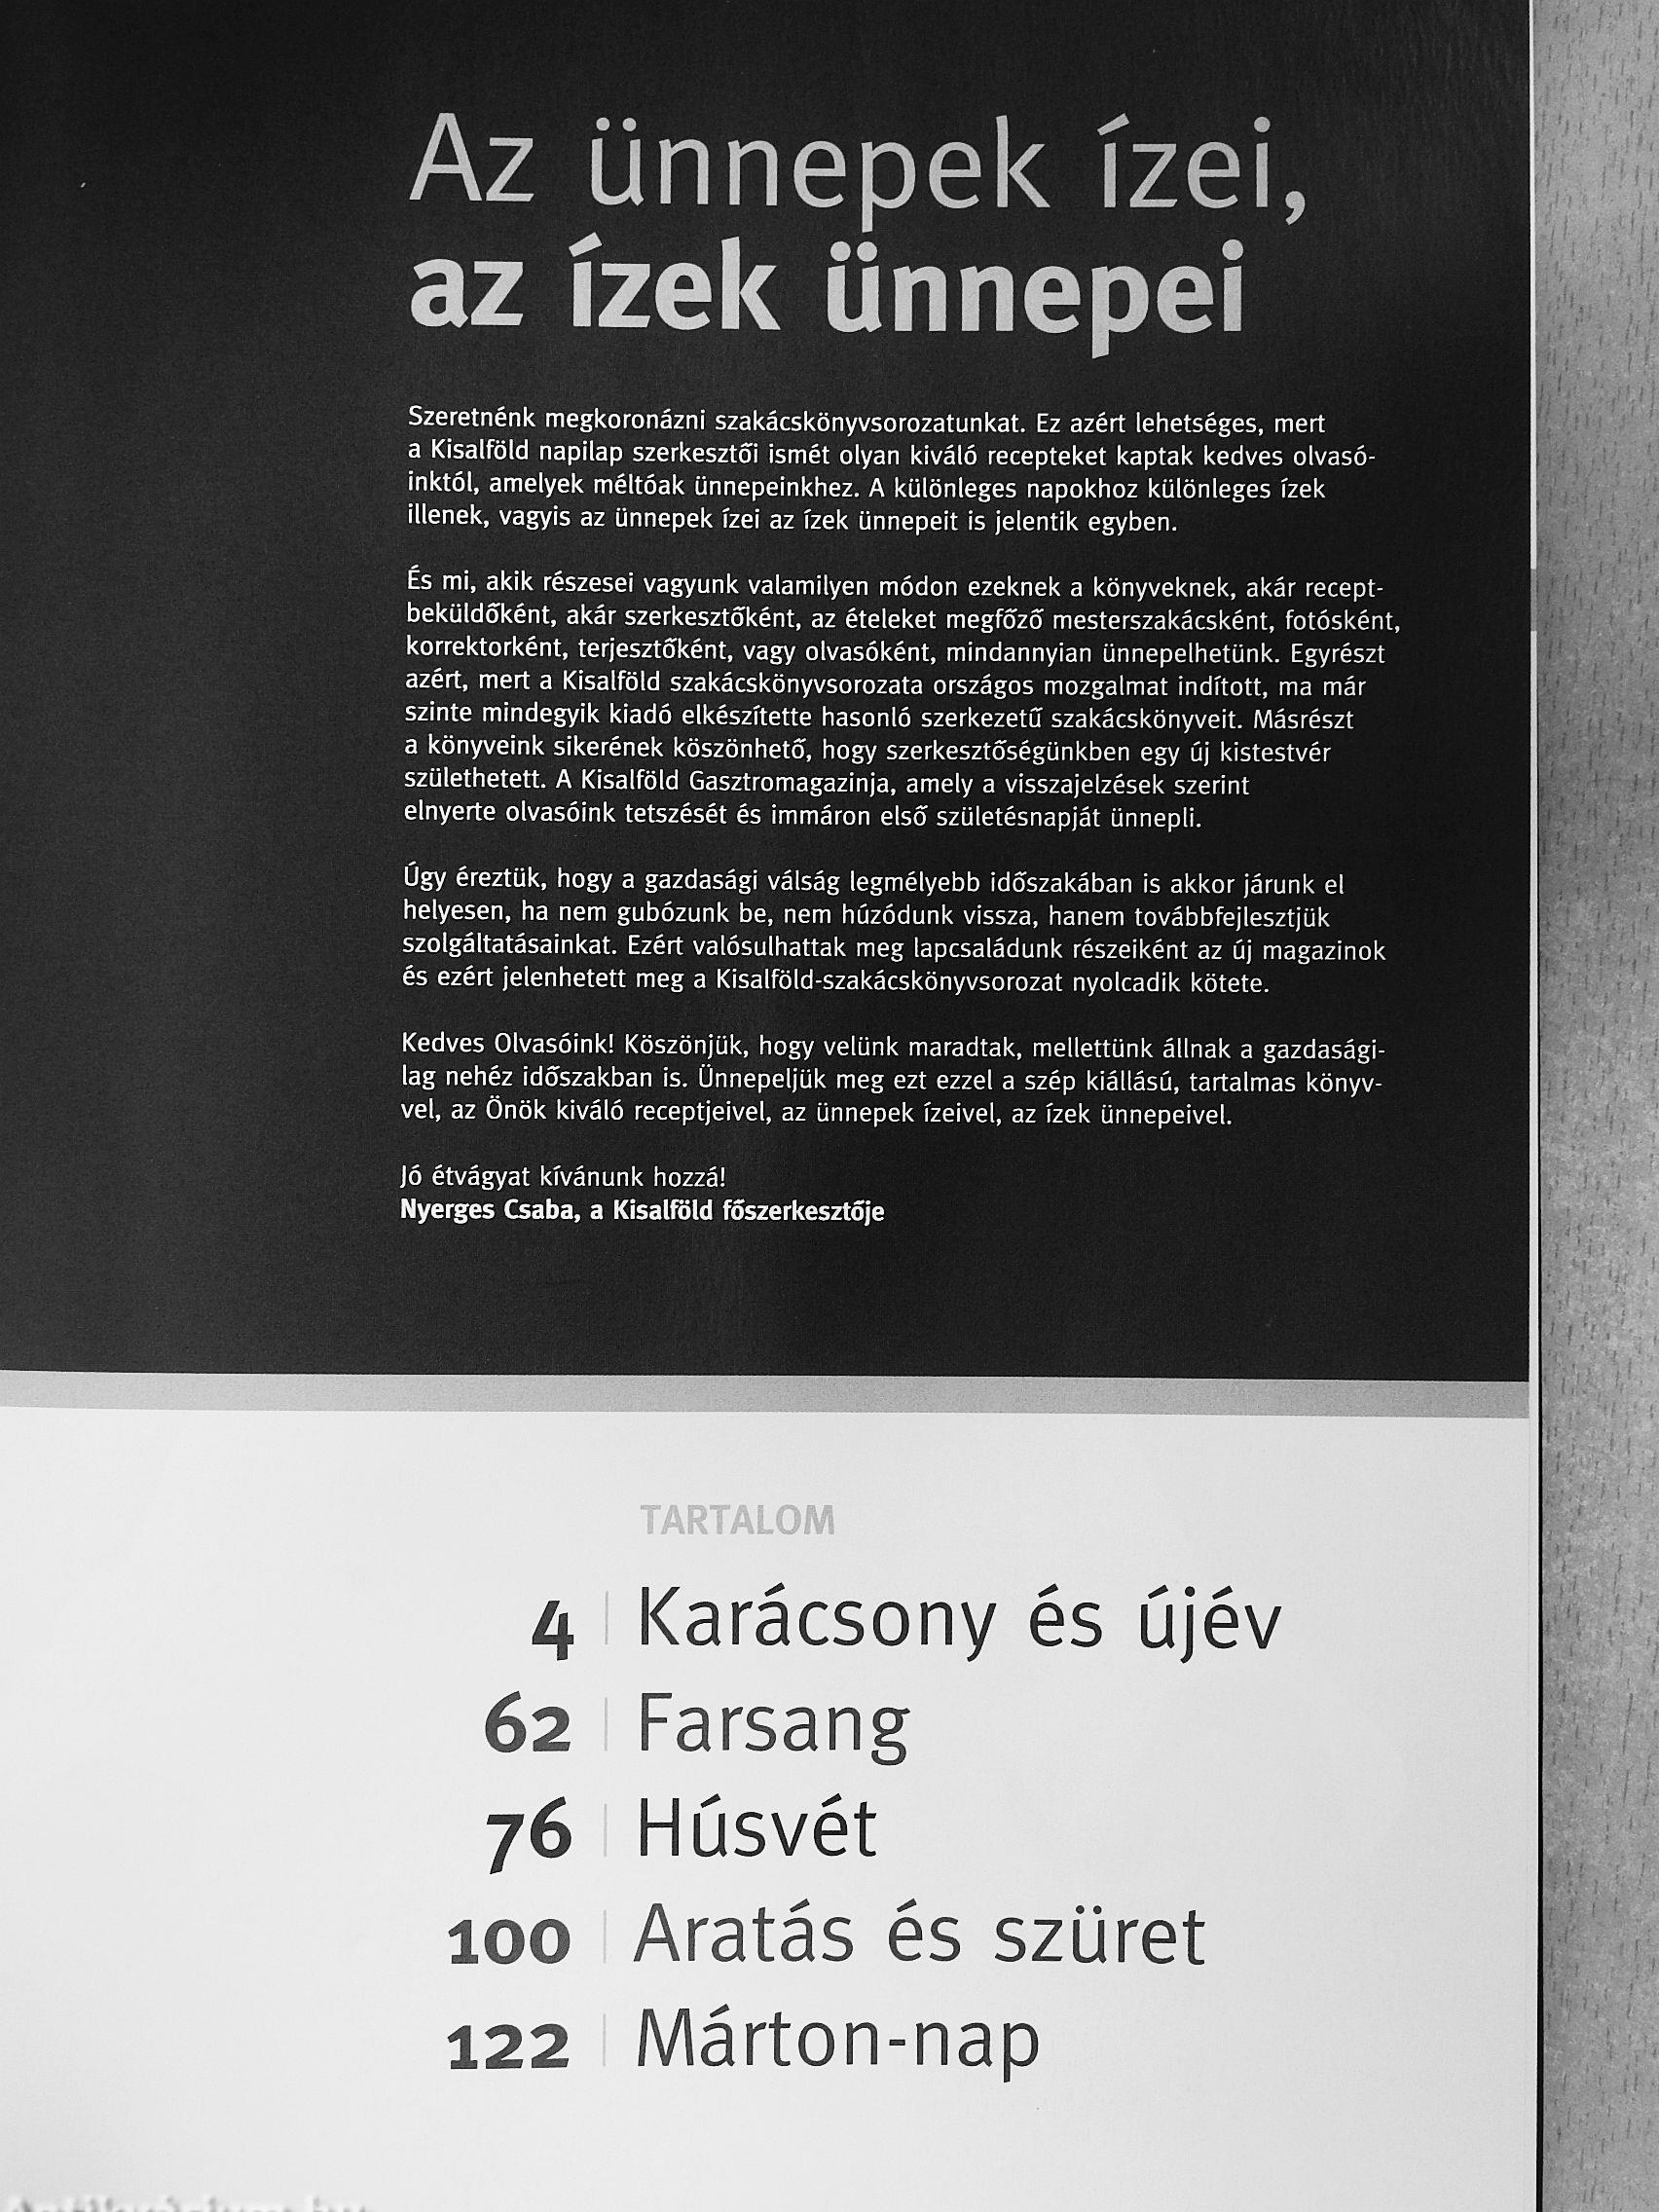 Az ünnepek ízei,
az ízek ünnepei
Szeretnénk megkoronázni szakácskönyvsorozatunkat. Ez azért lehetséges, mert
a Kisalföld napilap szerkesztői ismét olyan kiváló recepteket kaptak kedves olvasó-
inktól, amelyek méltóak ünnepeinkhez. A különleges napokhoz különleges ízek
illenek, vagyis az ünnepek ízei az ízek ünnepeit is jelentik egyben.
És mi, akik részesei vagyunk valamilyen módon ezeknek a könyveknek, akár recept-
beküldőként, akár szerkesztőként, az ételeket megfőző mesterszakácsként, fotósként,
korrektorként, terjesztőként, vagy olvasóként, mindannyian ünnepelhetünk. Egyrészt
azért, mert a Kisalföld szakácskönyvsorozata országos mozgalmat indított, ma már
szinte mindegyik kiadó elkészítette hasonló szerkezetű szakácskönyveit. Másrészt
a könyveink sikerének köszönhető, hogy szerkesztőségünkben egy új kistestvér
születhetett. A Kisalföld Gasztromagazinja, amely a visszajelzések szerint
elnyerte olvasóink tetszését és immáron első születésnapját ünnepli.
Úgy éreztük, hogy a gazdasági válság legmélyebb időszakában is akkor járunk el
helyesen, ha nem gubózunk be, nem húzódunk vissza, hanem továbbfejlesztjük
szolgáltatásainkat. Ezért valósulhattak meg lapcsaládunk részeiként az új magazinok
és ezért jelenhetett meg a Kisalföld-szakácskönyvsorozat nyolcadik kötete.
Kedves Olvasóink! Köszönjük, hogy velünk maradtak, mellettünk állnak a gazdasági-
lag nehéz időszakban is. Ünnepeljük meg ezt ezzel a szép kiállású, tartalmas könyv-
vel, az Önök kiváló receptjeivel, az ünnepek ízeivel, az ízek ünnepeivel.
Jó étvágyat kívánunk hozzá!
Nyerges Csaba, a Kisalföld főszerkesztője
TARTALOM
4 Karácsony és újév
62 Farsang
76 Húsvét
100 Aratás és szüret
122 Márton-nap